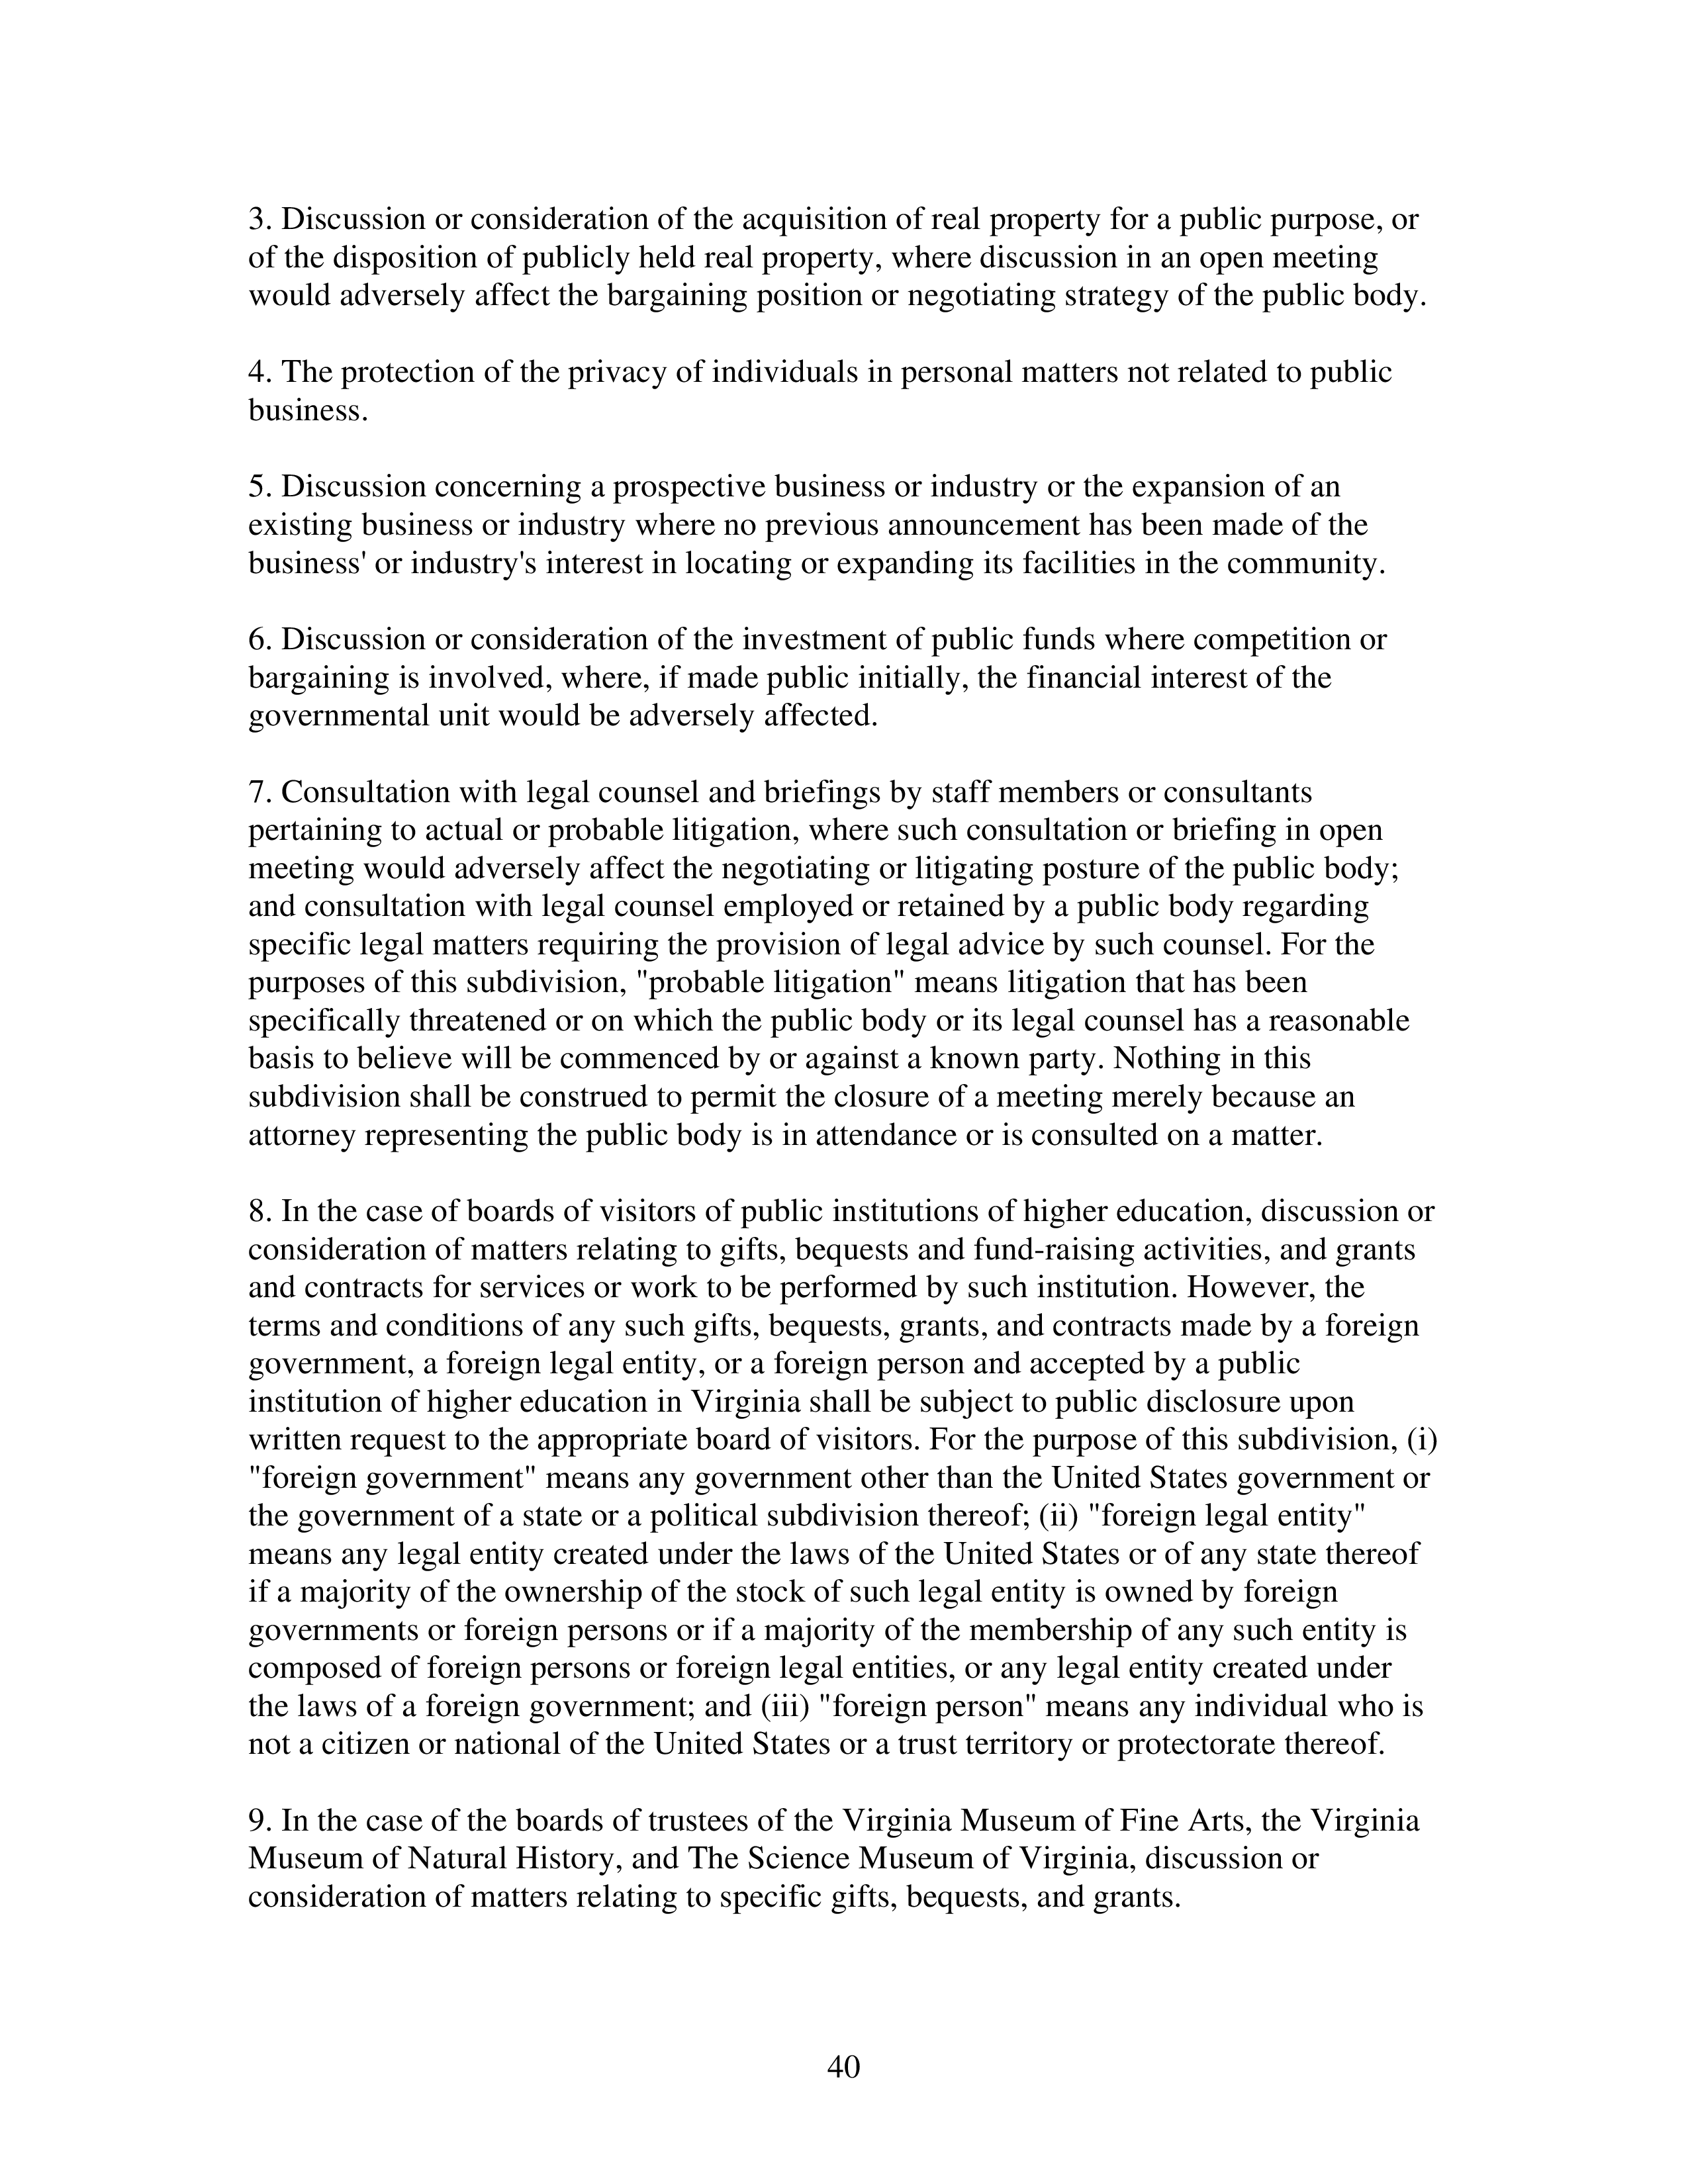 3. Discussion or consideration of the acquisition of real property for a public purpose, or
of the disposition of publicly held real property, where discussion in an open meeting
would adversely affect the bargaining position or negotiating strategy of the public body.
4. The protection of the privacy of individuals in personal matters not related to public
business.
5. Discussion concerning a prospective business or industry or the expansion of an
existing business or industry where no previous announcement has been made of the
business' or industry's interest in locating or expanding its facilities in the community.
6. Discussion or consideration of the investment of public funds where competition or
bargaining is involved, where, if made public initially, the financial interest of the
governmental unit would be adversely affected.
7. Consultation with legal counsel and briefings by staff members or consultants
pertaining to actual or probable litigation, where such consultation or briefing in open
meeting would adversely affect the negotiating or litigating posture of the public body;
and consultation with legal counsel employed or retained by a public body regarding
specific legal matters requiring the provision of legal advice by such counsel. For the
purposes of this subdivision, "probable litigation" means litigation that has been
specifically threatened or on which the public body or its legal counsel has a reasonable
basis to believe will be commenced by or against a known party. Nothing in this
subdivision shall be construed to permit the closure of a meeting merely because an
attorney representing the public body is in attendance or is consulted on a matter.
8. In the case of boards of visitors of public institutions of higher education, discussion or
consideration of matters relating to gifts, bequests and fund-raising activities, and grants
and contracts for services or work to be performed by such institution. However, the
terms and conditions of any such gifts, bequests, grants, and contracts made by a foreign
government, a foreign legal entity, or a foreign person and accepted by a public
institution of higher education in Virginia shall be subject to public disclosure upon
written request to the appropriate board of visitors. For the purpose of this subdivision, (i)
"foreign government" means any government other than the United States government or
the government of a state or a political subdivision thereof; (ii) "foreign legal entity"
means any legal entity created under the laws of the United States or of any state thereof
if a majority of the ownership of the stock of such legal entity is owned by foreign
governments or foreign persons or if a majority of the membership of any such entity is
composed of foreign persons or foreign legal entities, or any legal entity created under
the laws of a foreign government; and (iii) "foreign person" means any individual who is
not a citizen or national of the United States or a trust territory or protectorate thereof.
9. In the case of the boards of trustees of the Virginia Museum of Fine Arts, the Virginia
Museum of Natural History, and The Science Museum of Virginia, discussion or
consideration of matters relating to specific gifts, bequests, and grants.
40